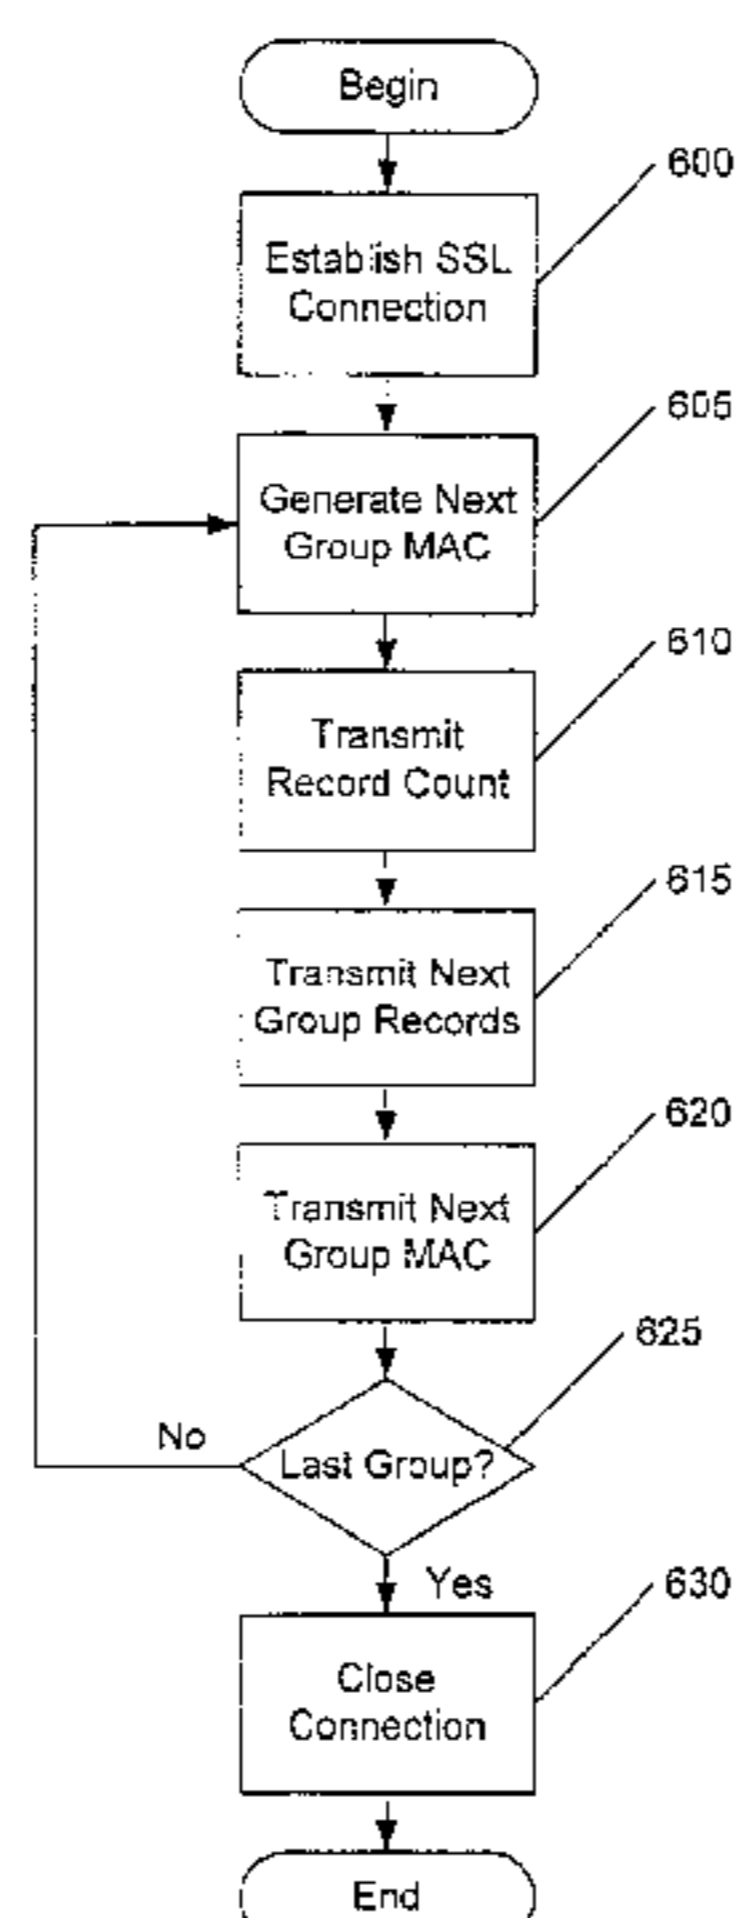 Begin
600
Establish SSL
Connection
605
Generate Next
Group MAC
610
Transmit
Record Count
615
Transmit Next
Group Records
620
Transmit Next
Group MAC
625
No
Last Group?
Yes
630
Close
Connection
End